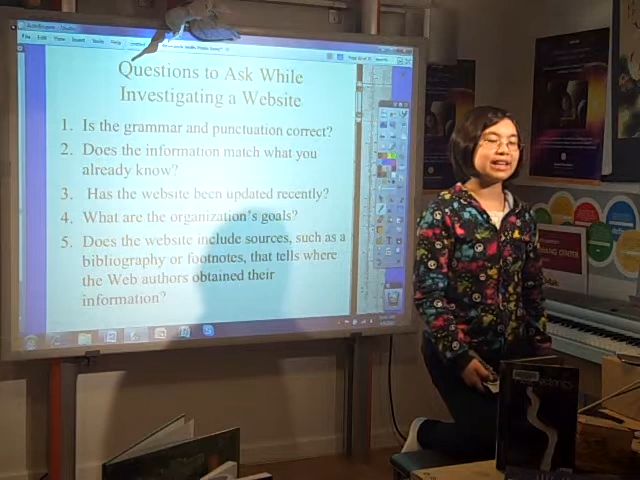 Questions to Ask While
Investigating a Website
1. Is the grammar and punctuation correct?
2. Does the information match what you
already know?
3. Has the website been updated recently?
4. What are the organization's goals?
5. Does the website include sources, such as a
bibliography or footnotes, that tells where
the Web authors obtained their
information?